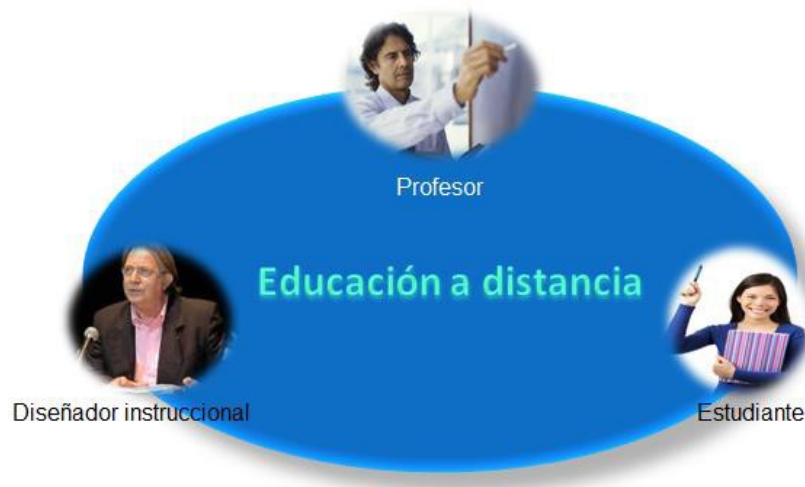 Profesor
Educación a distancia
Diseñador instruccional
Estudiante